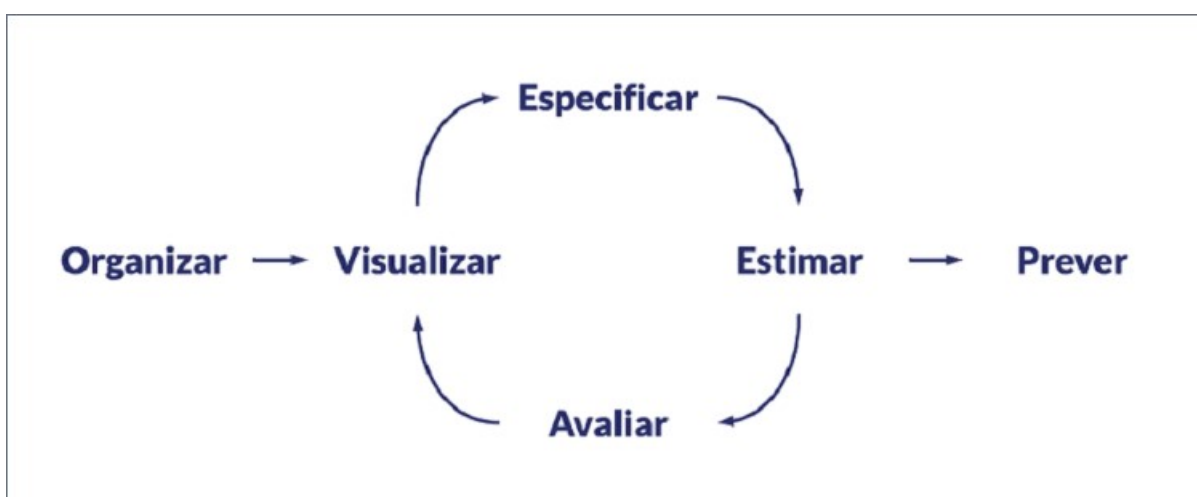 Especificar
Organizar
Visualizar
Estimar
Prever
Avaliar